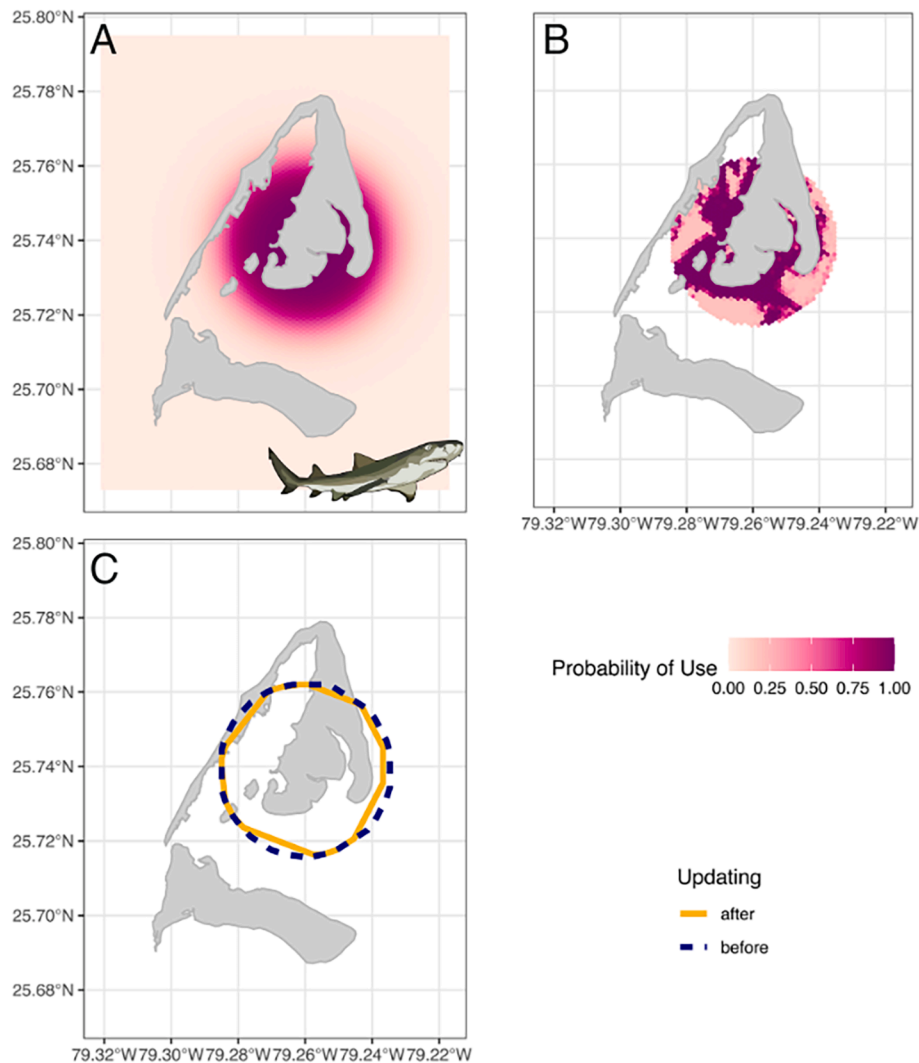 A
25.80°N
25.78°N
25.76°N
25.74°N
25.72°N
25.70°N
25.68°N
B
79.32°W79.30°W79.28°W79.26°W79.24°W79.22°W
C
25.80°N
25.78°N
25.76°N
25.74°N
25.72°N
25.70°N
25.68°N
79.32°W79.30°W79.28°W79.26°W79.24°W79.22°W
Probability of Use
0.00 0.25 0.50 0.75 1.00
Updating
after
before